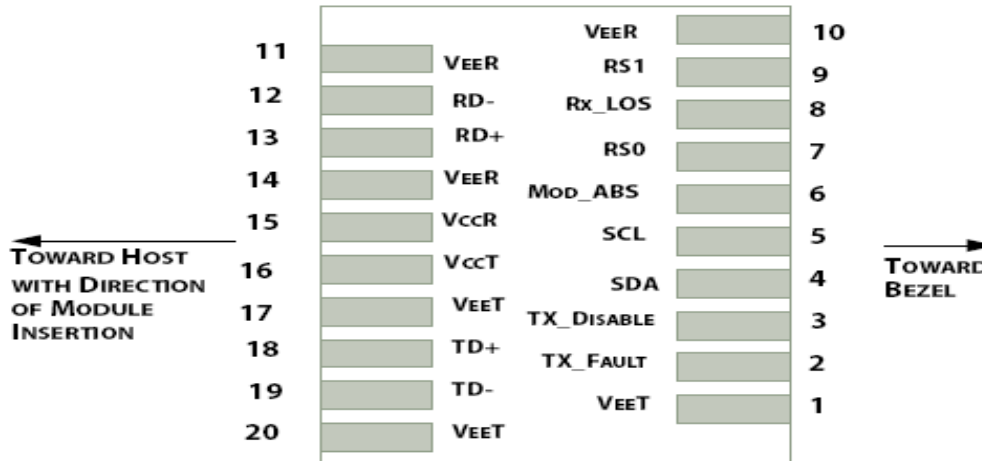 11 VEER
12 RD-
13 RD+
14 VEER
15 VCCR
16 VCCT
17 VEET
18 TD+
19 TD-
20 VEET
VEER 10
RS1 9
RX_LOS 8
RS0 7
MOD_ABS 6
SCL 5
SDA 4
TX_DISABLE 3
TX_FAULT 2
VEET 1
TOWARD HOST
WITH DIRECTION
OF MODULE
INSERTION
TOWARD
BEZEL